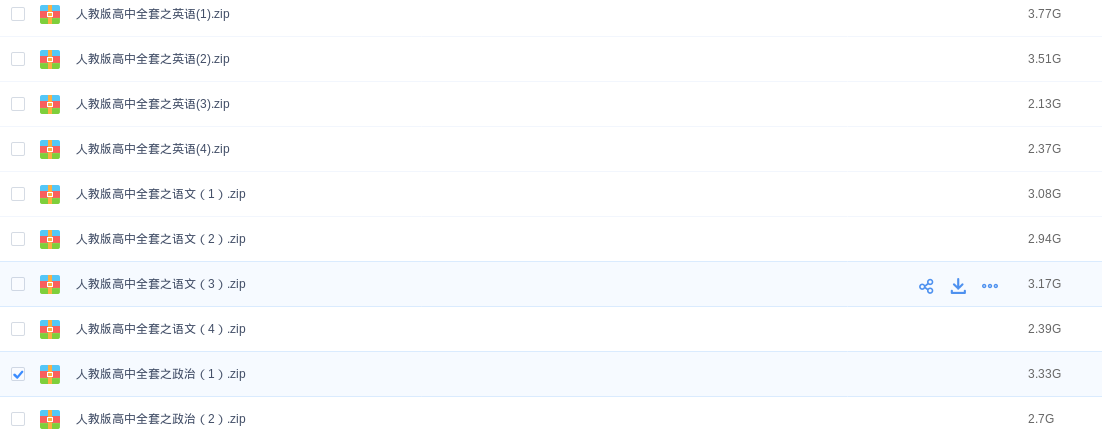 人教版高中全套之英语(1).zip 3.77G
人教版高中全套之英语(2).zip 3.51G
人教版高中全套之英语(3).zip 2.13G
人教版高中全套之英语(4).zip 2.37G
人教版高中全套之语文（1）.zip 3.08G
人教版高中全套之语文（2）.zip 2.94G
人教版高中全套之语文（3）.zip 3.17G
人教版高中全套之语文（4）.zip 2.39G
人教版高中全套之政治（1）.zip 3.33G
人教版高中全套之政治（2）.zip 2.7G